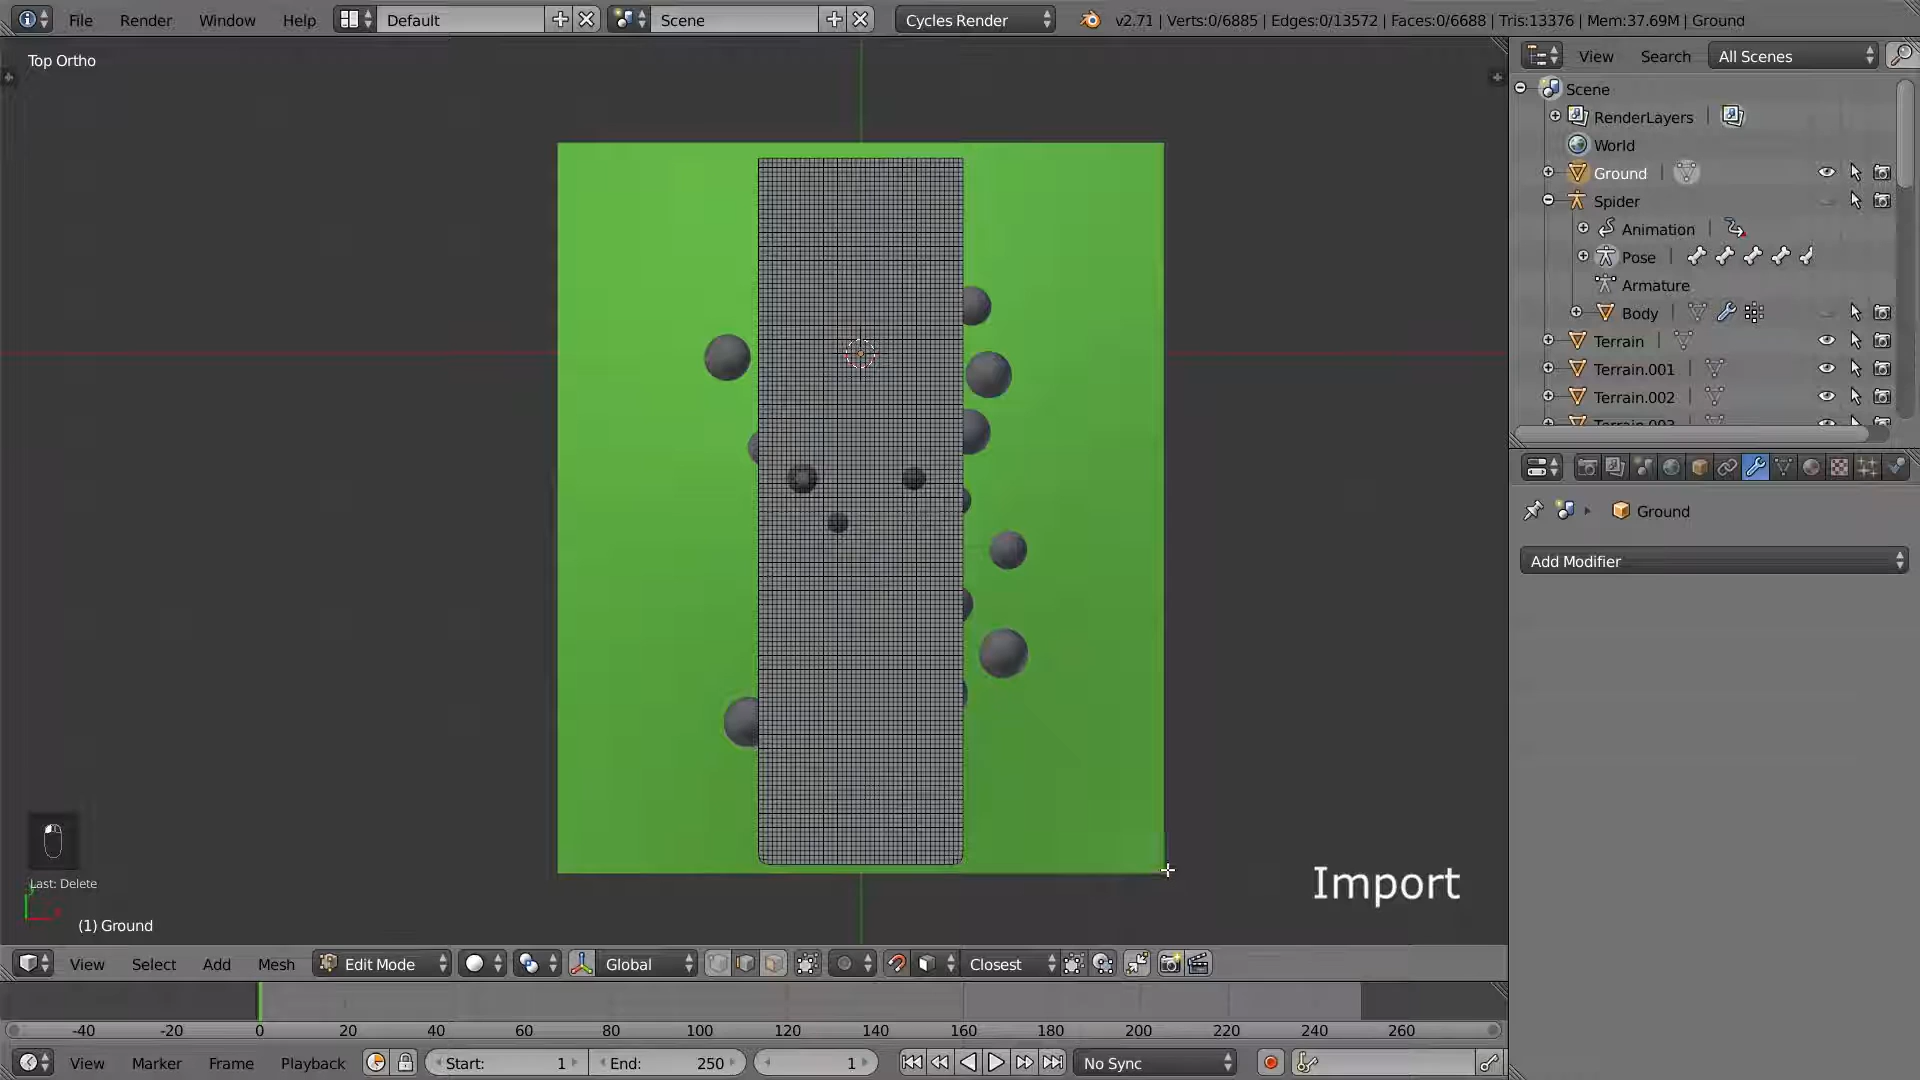 File Render Window Help Default Scene Cycles Render v2.71 | Verts:0/6885 | Edges:0/13572 | Faces:0/6688 | Tris:13376 | Mem:37.69M | Ground
Top Ortho
View Search All Scenes
Scene
RenderLayers
World
Ground
Spider
Animation
Pose
Armature
Body
Terrain
Terrain.001
Terrain.002
Terrain.003
Ground
Add Modifier
Import
Last: Delete
(1) Ground
View Select Add Mesh Edit Mode Global Closest
-40 -20 0 20 40 60 80 100 120 140 160 180 200 220 240 260
View Marker Frame Playback Start: 1 End: 250 1 No Sync